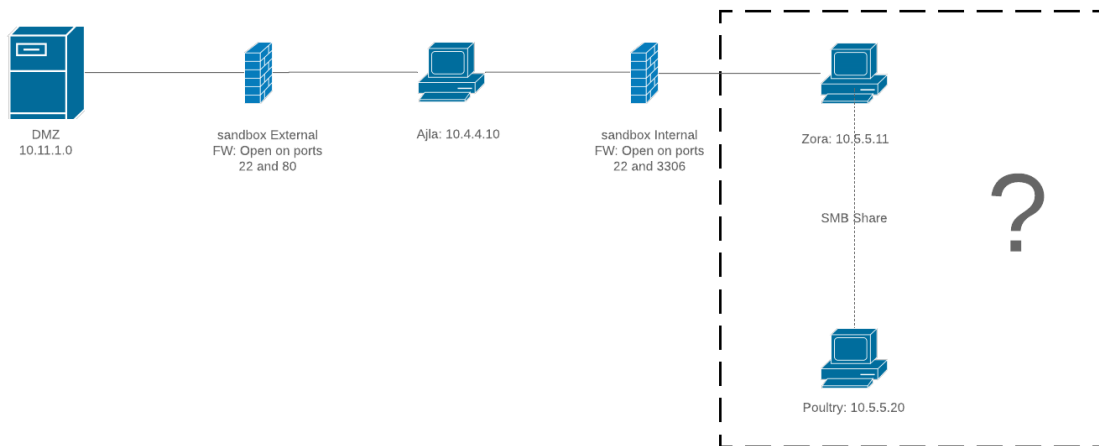 DMZ
10.11.1.0
sandbox External
FW: Open on ports
22 and 80
Ajla: 10.4.4.10
sandbox Internal
FW: Open on ports
22 and 3306
Zora: 10.5.5.11
SMB Share
?
Poultry: 10.5.5.20